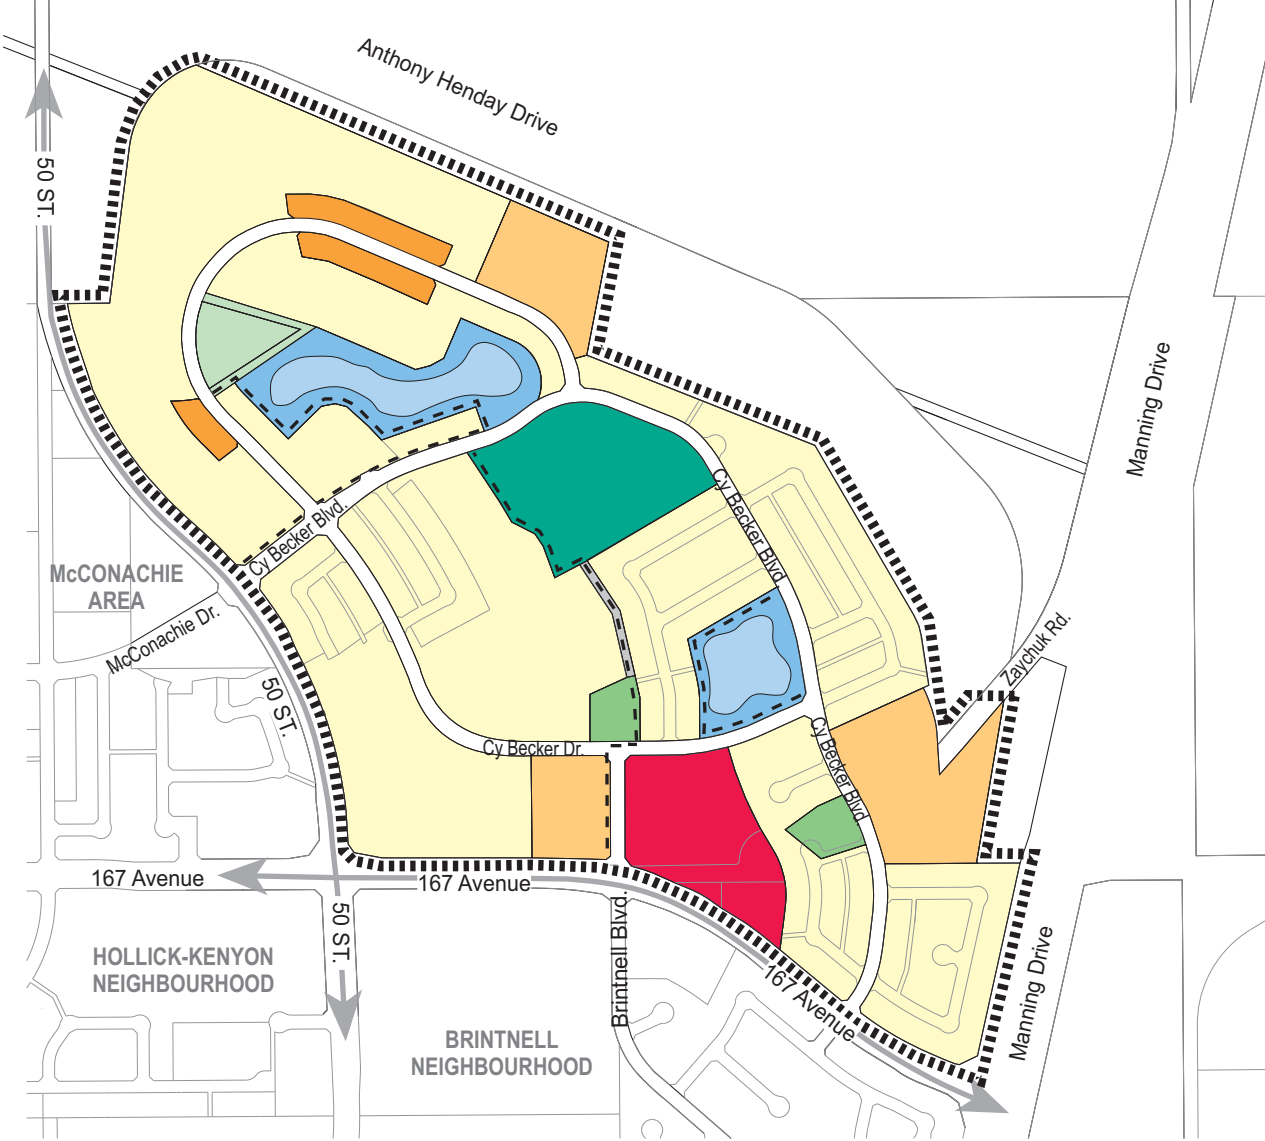 Anthony Henday Drive
50 ST.
Manning Drive
Cy Becker Blvd.
Cy Becker Blvd
McCONACHIE
AREA
McConachie Dr.
Zaychuk Rd.
50 ST.
Cy Becker Dr.
Cy Becker Blvd
167 Avenue
167 Avenue
50 ST.
Brintnell Blvd.
HOLLICK-KENYON
NEIGHBOURHOOD
167 Avenue
Manning Drive
BRINTNELL
NEIGHBOURHOOD